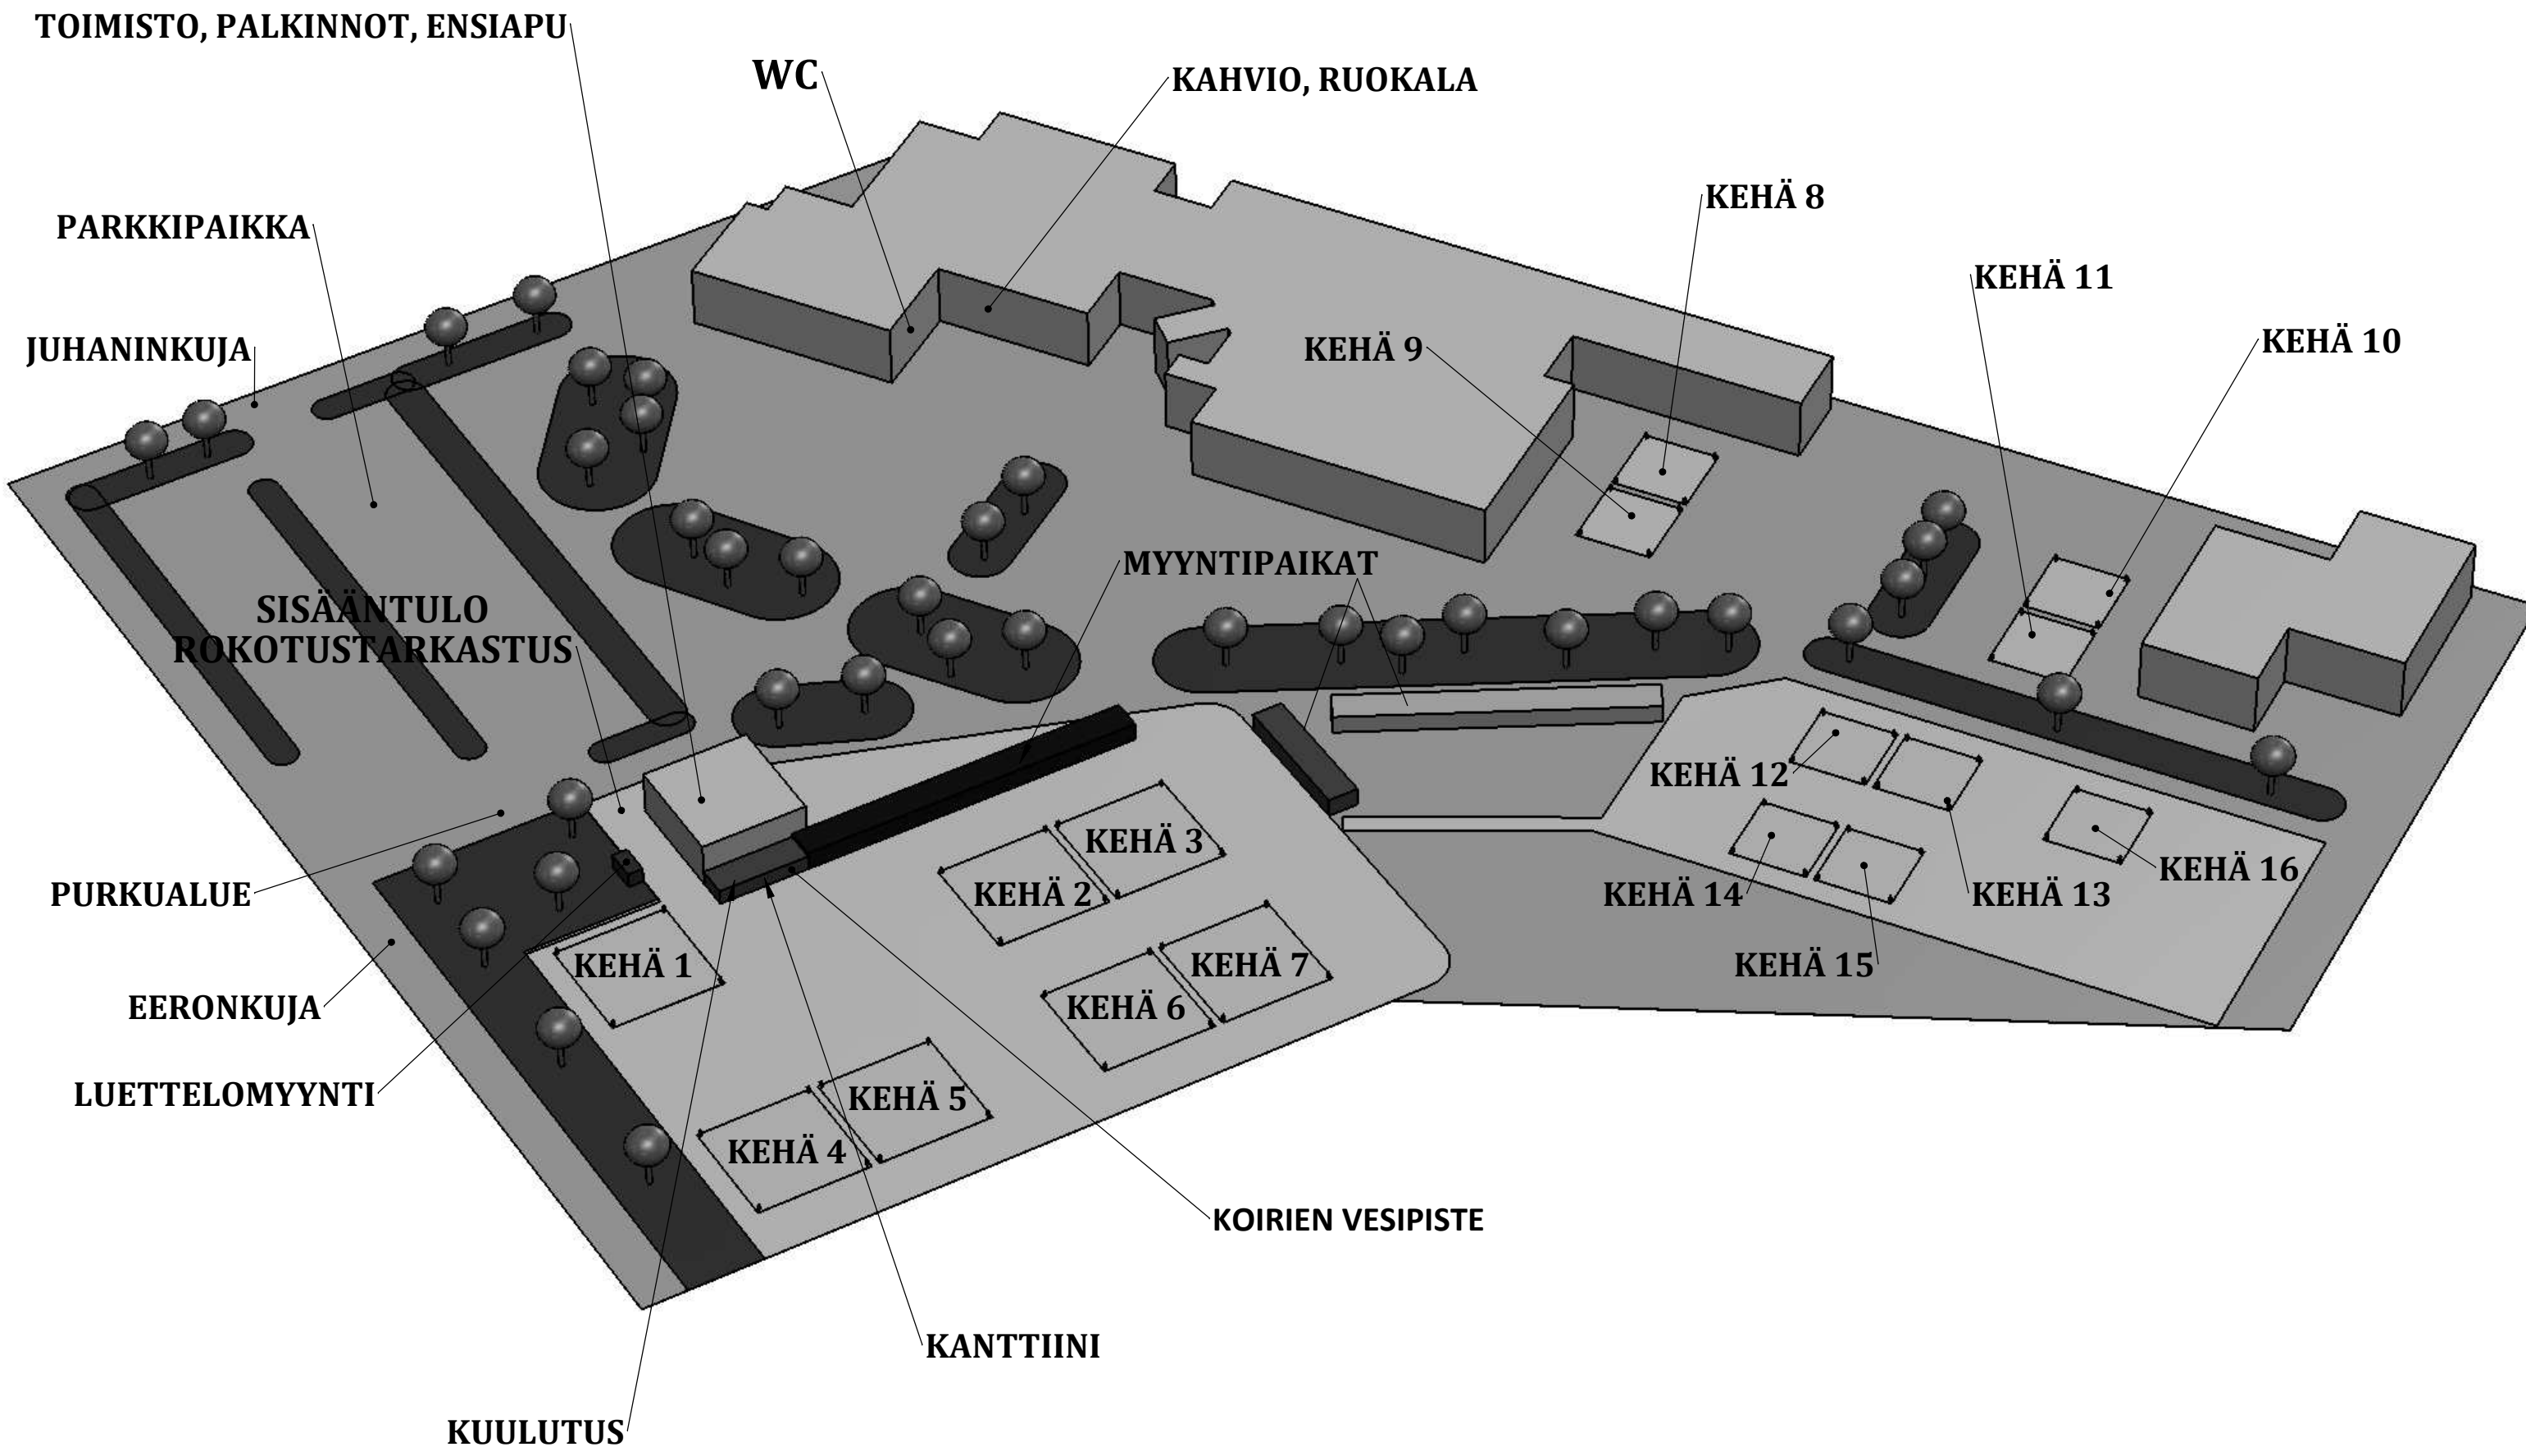 TOIMISTO, PALKINNOT, ENSIAPU
WC
KAHVIO, RUOKALA
KEHÄ 8
PARKKIPAIKKA
KEHÄ 11
JUHANINKUJA
KEHÄ 9
KEHÄ 10
MYYNTIPAIKAT
SISÄÄNTULO
ROKOTUSTARKASTUS
KEHÄ 12
KEHÄ 3
KEHÄ 16
PURKUALUE
KEHÄ 2
KEHÄ 14
KEHÄ 13
KEHÄ 1
KEHÄ 7
KEHÄ 15
EERONKUJA
KEHÄ 6
LUETTELOMYYNTI
KEHÄ 5
KEHÄ 4
KOIRIEN VESIPISTE
KANTTIINI
KUULUTUS